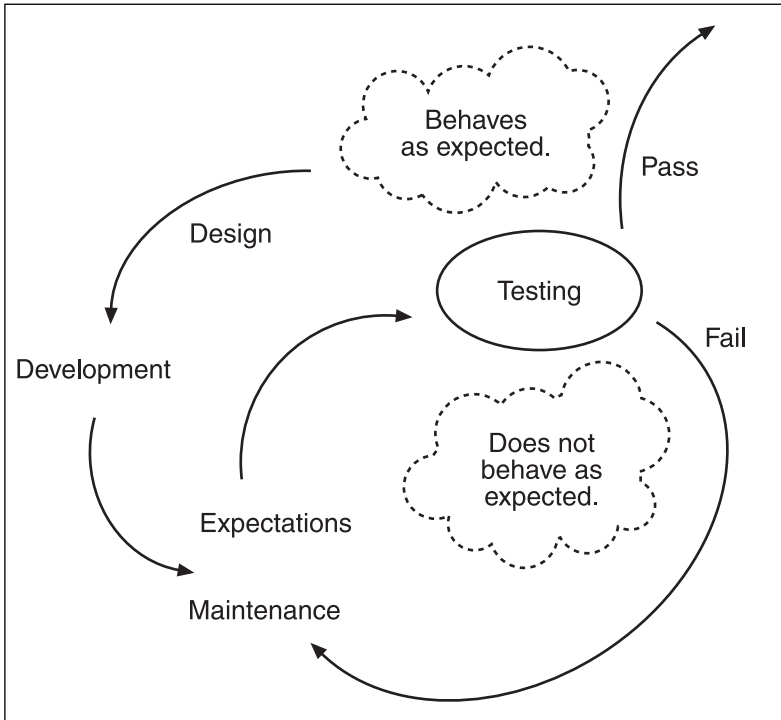 Behaves
as expected.
Pass
Design
Testing
Fail
Development
Does not
behave as
expected.
Expectations
Maintenance